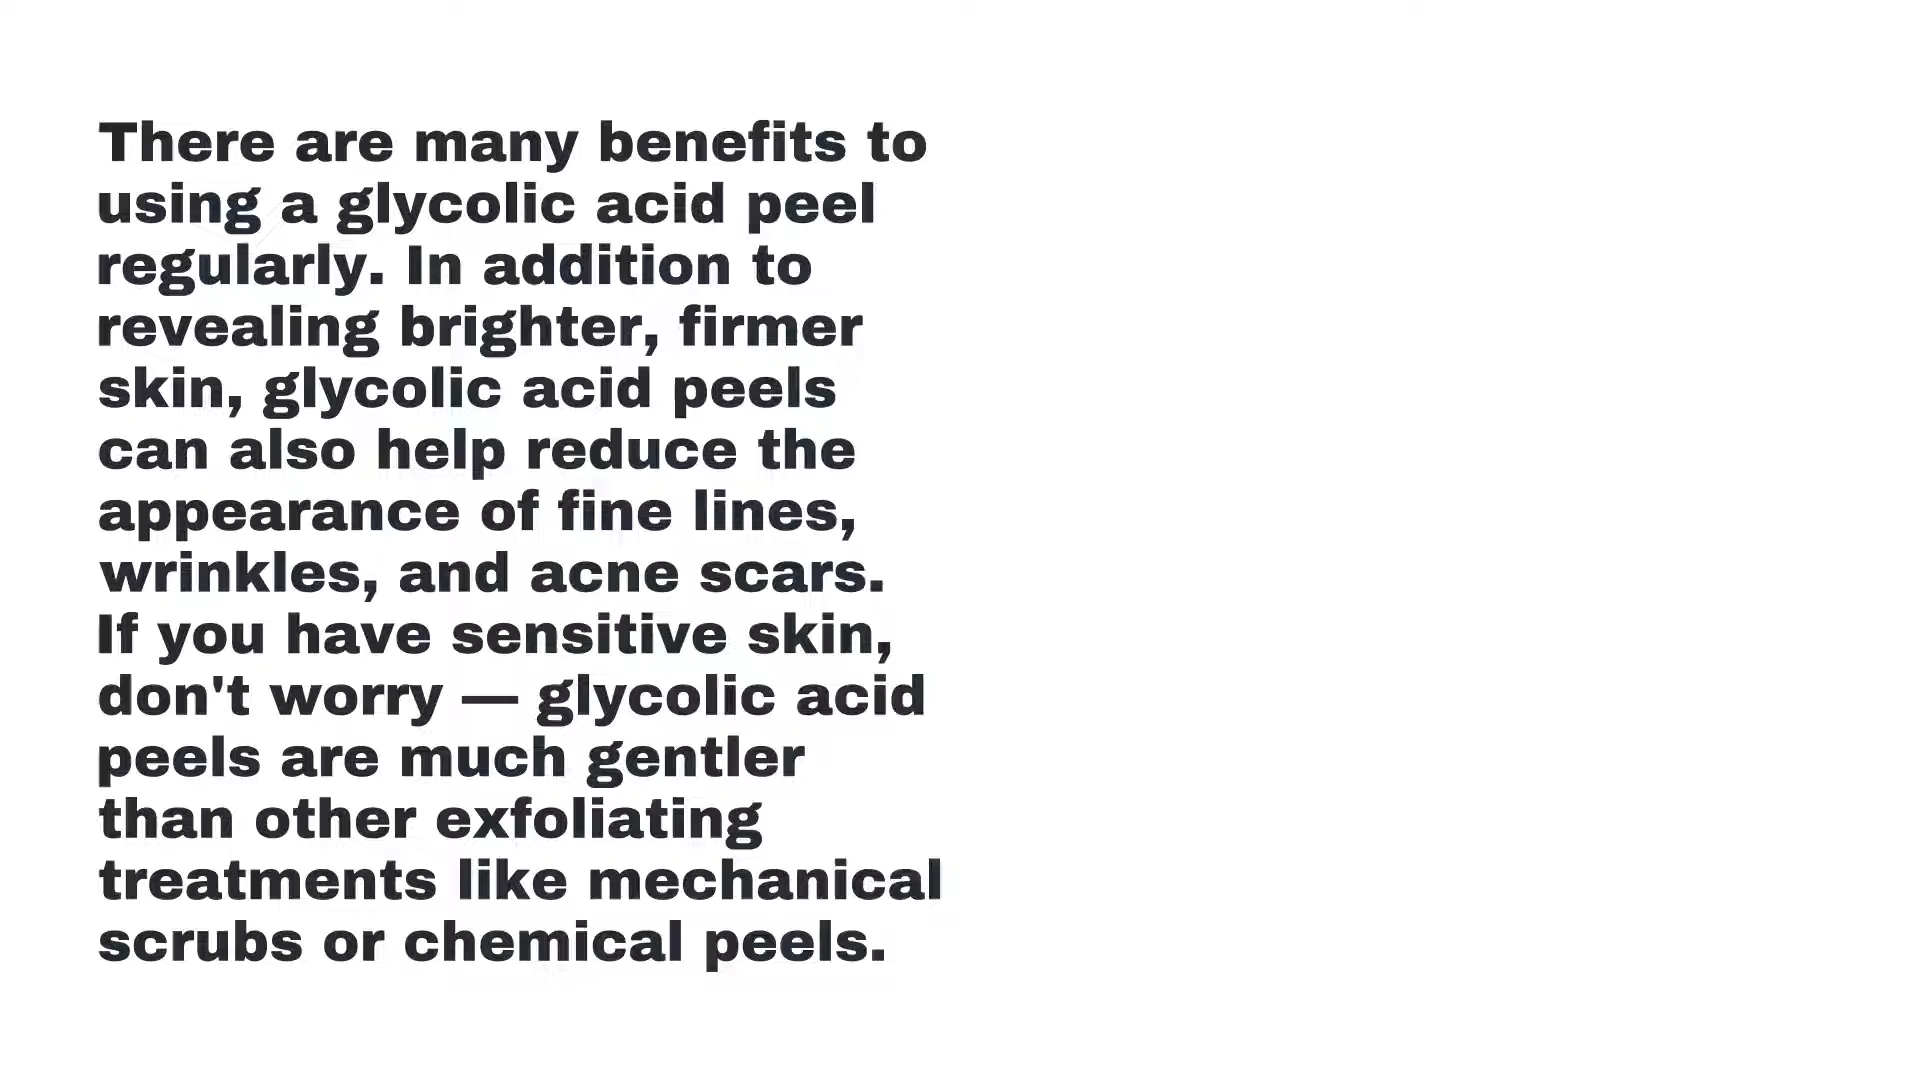 There are many benefits to
using a glycolic acid peel
regularly. In addition to
revealing brighter, firmer
skin, glycolic acid peels
can also help reduce the
appearance of fine lines,
wrinkles, and acne scars.
If you have sensitive skin,
don't worry — glycolic acid
peels are much gentler
than other exfoliating
treatments like mechanical
scrubs or chemical peels.